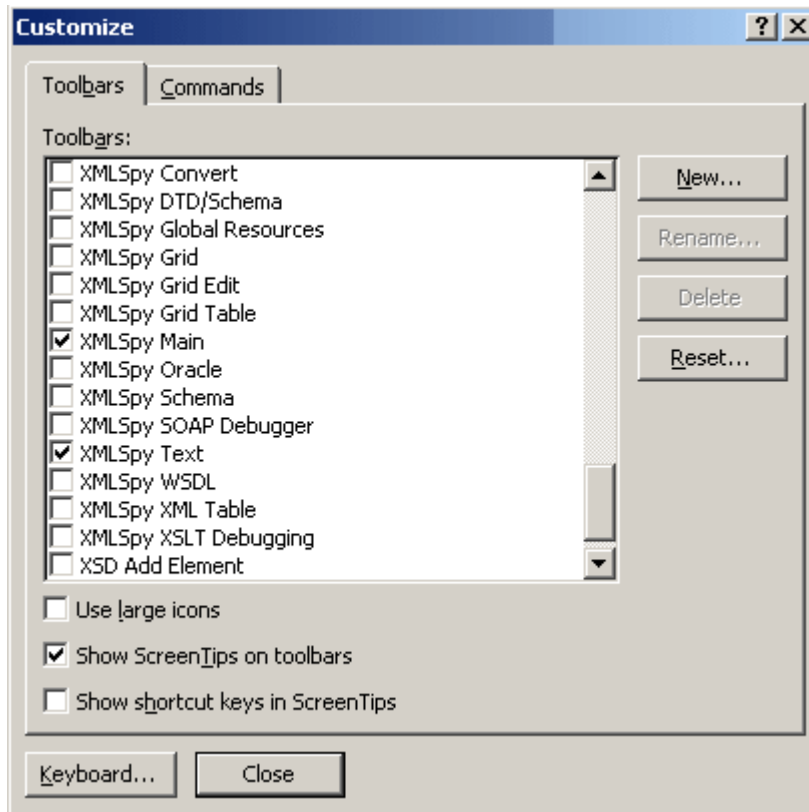 Customize
Toolbars
Commands
Toolbars:
XMLSpy Convert
XMLSpy DTD/Schema
XMLSpy Global Resources
XMLSpy Grid
XMLSpy Grid Edit
XMLSpy Grid Table
XMLSpy Main
XMLSpy Oracle
XMLSpy Schema
XMLSpy SOAP Debugger
XMLSpy Text
XMLSpy WSDL
XMLSpy XML Table
XMLSpy XSLT Debugging
XSD Add Element
New...
Rename...
Delete
Reset...
Use large icons
Show ScreenTips on toolbars
Show shortcut keys in ScreenTips
Keyboard...
Close